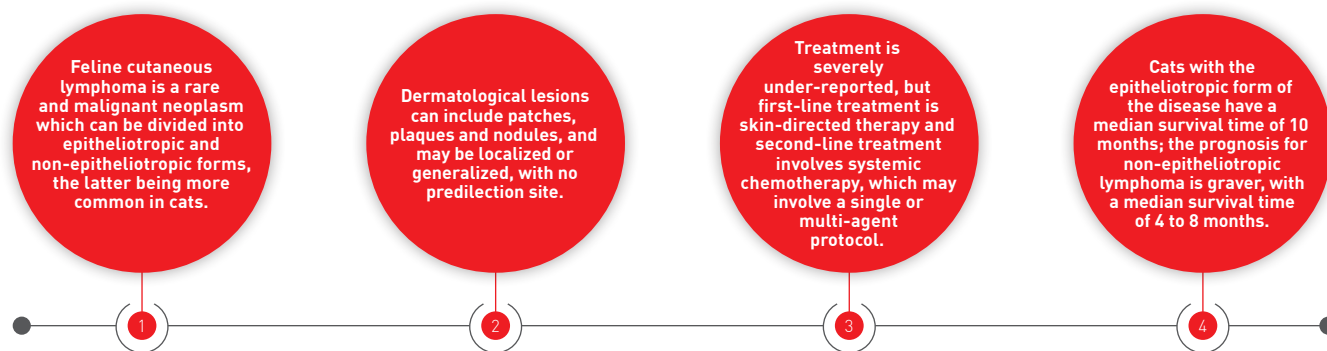 Feline cutaneous
lymphoma is a rare
and malignant neoplasm
which can be divided into
epitheliotropic and
non-epitheliotropic forms,
the latter being more
common in cats.
1
Dermatological lesions
can include patches,
plaques and nodules, and
may be localized or
generalized, with no
predilection site.
2
Treatment is
severely
under-reported, but
first-line treatment is
skin-directed therapy and
second-line treatment
involves systemic
chemotherapy, which may
involve a single or
multi-agent
protocol.
3
Cats with the
epitheliotropic form of
the disease have a
median survival time of 10
months; the prognosis for
non-epitheliotropic
lymphoma is graver, with
a median survival time
of 4 to 8 months.
4